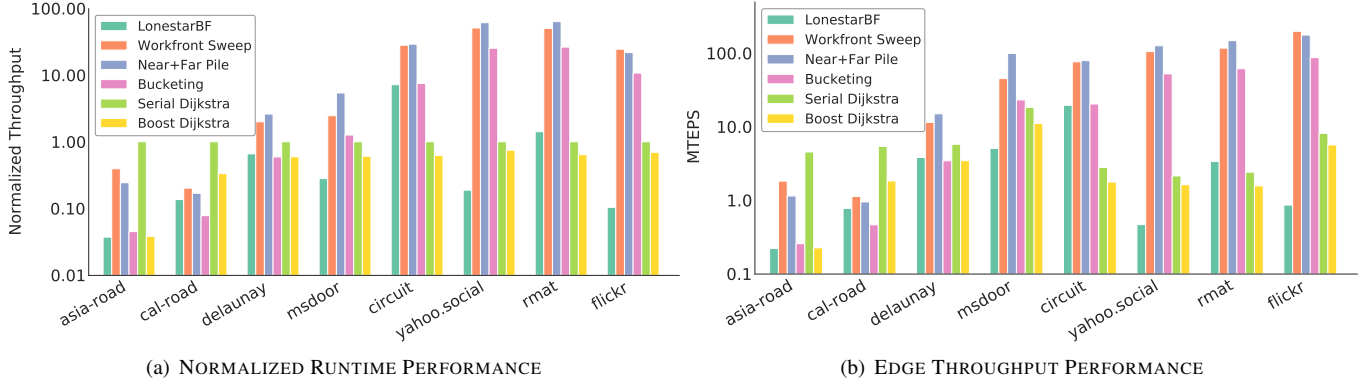 Normalized Throughput
100.00
10.00
1.00
0.10
0.01
LonestarBF
Workfront Sweep
Near+Far Pile
Bucketing
Serial Dijkstra
Boost Dijkstra
asia-road
cal-road
delaunay
msdoor
circuit
yahoo.social
rmat
flickr
(a) NORMALIZED RUNTIME PERFORMANCE
MTEPS
100.0
10.0
1.0
0.1
LonestarBF
Workfront Sweep
Near+Far Pile
Bucketing
Serial Dijkstra
Boost Dijkstra
asia-road
cal-road
delaunay
msdoor
circuit
yahoo.social
rmat
flickr
(b) EDGE THROUGHPUT PERFORMANCE